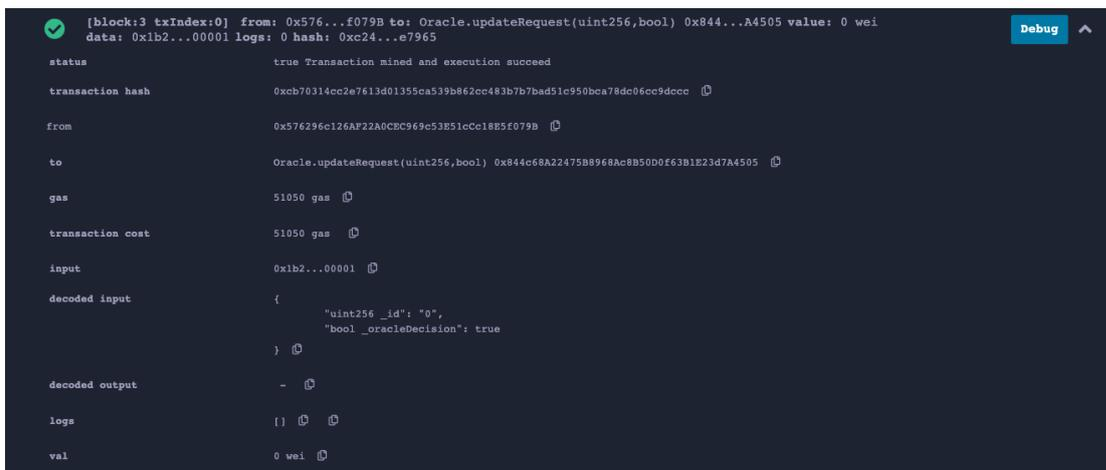 [block:3 txIndex:0] from: 0x576...f079B to: Oracle.updateRequest(uint256,bool) 0x844...A4505 value: 0 wei
data: 0x1b2...00001 logs: 0 hash: 0xc24...e7965
Debug
status true Transaction mined and execution succeed
transaction hash 0xcb70314cc2e7613d01355ca539b862cc483b7b7bad51c950bca78dc06cc9dccc
from 0x576296c126AF22A0CEC969c53E51cCc18E5f079B
to Oracle.updateRequest(uint256,bool) 0x844c68A22475B8968Ac8B50D0f63B1E23d7A4505
gas 51050 gas
transaction cost 51050 gas
input 0x1b2...00001
decoded input {
"uint256 _id": "0",
"bool _oracleDecision": true
}
decoded output -
logs []
val 0 wei